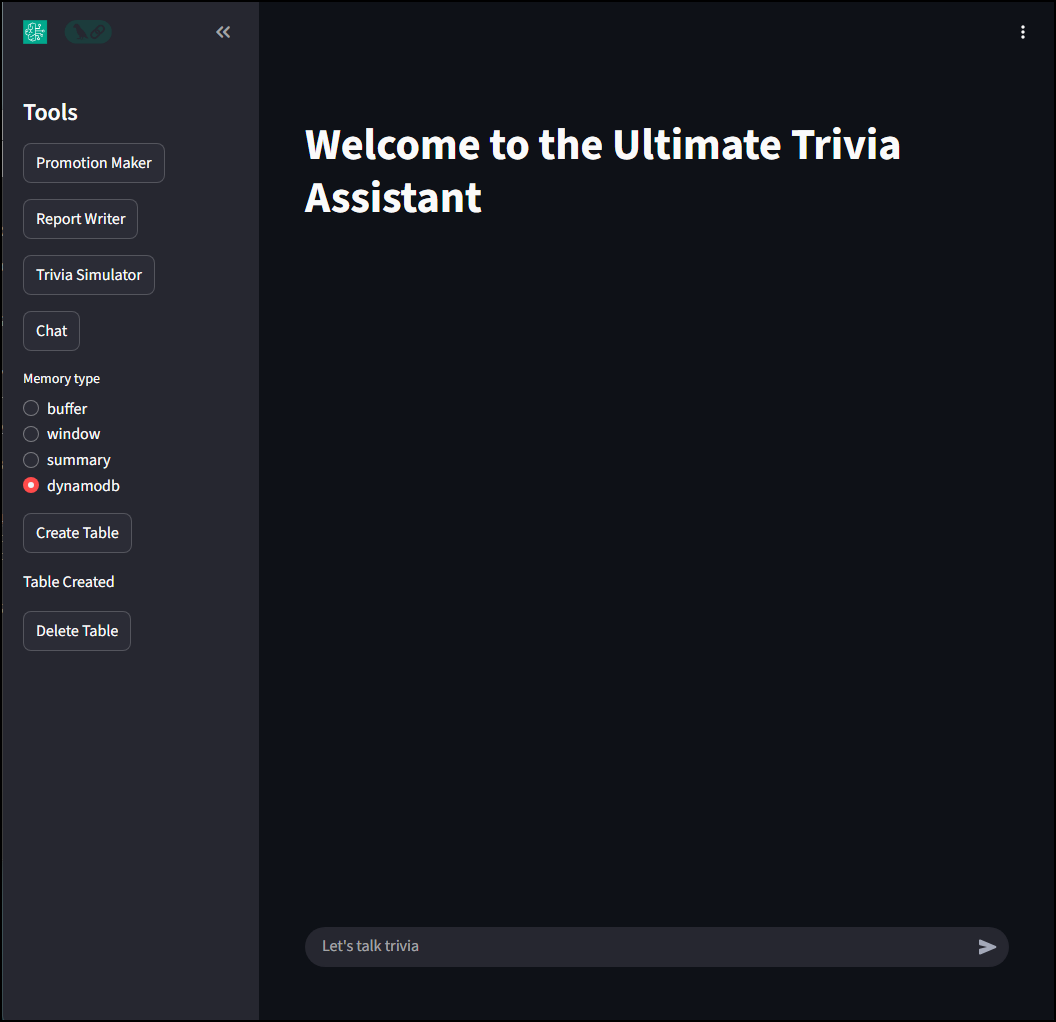 Tools
Promotion Maker
Report Writer
Trivia Simulator
Chat
Memory type
buffer
window
summary
dynamodb
Create Table
Table Created
Delete Table
Welcome to the Ultimate Trivia
Assistant
Let's talk trivia